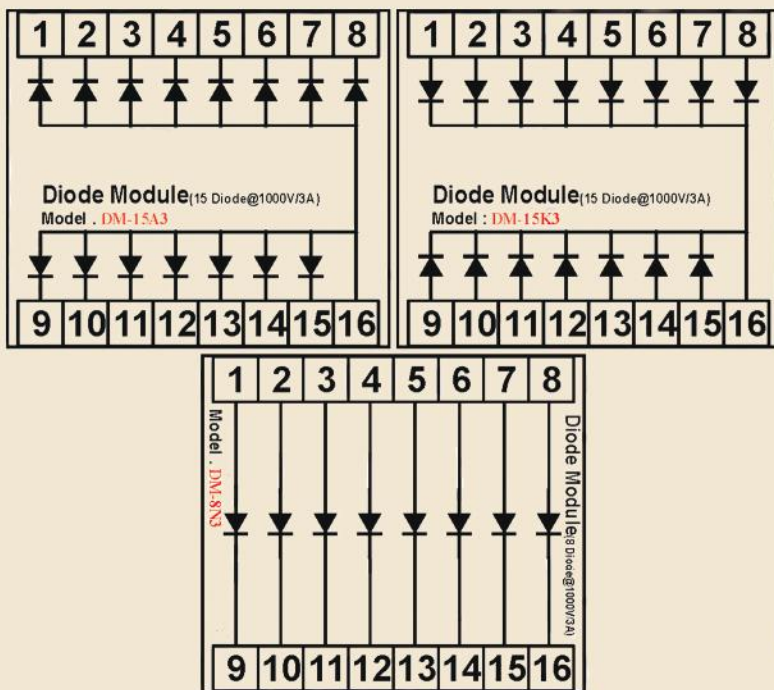 1 2 3 4 5 6 7 8
Diode Module(15 Diode@1000V/3A)
Model . DM-15A3
9 10 11 12 13 14 15 16
1 2 3 4 5 6 7 8
Diode Module(15 Diode@1000V/3A)
Model : DM-15K3
9 10 11 12 13 14 15 16
1 2 3 4 5 6 7 8
Model . DM-8N3
Diode Module(8 Diode@1000V/3A)
9 10 11 12 13 14 15 16